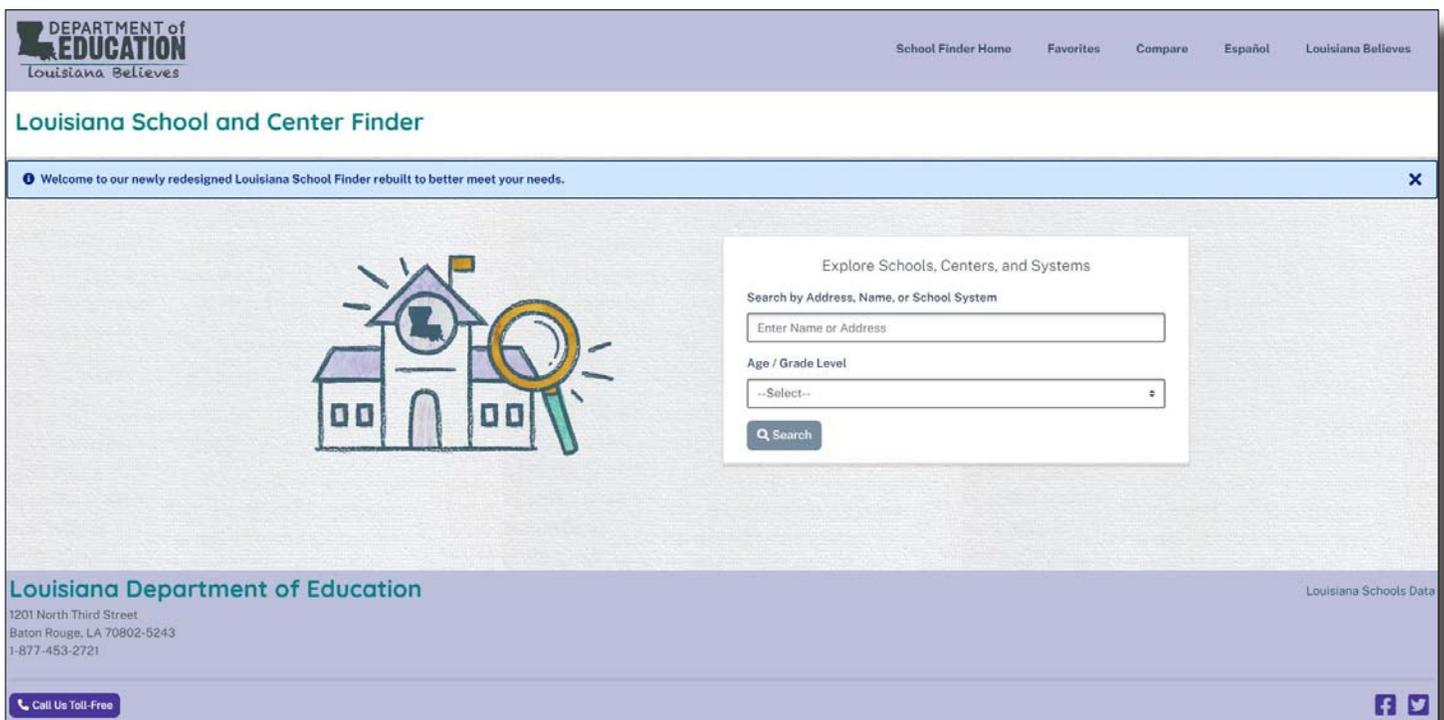 DEPARTMENT of
EDUCATION
Louisiana Believes
School Finder Home Favorites Compare Español Louisiana Believes
Louisiana School and Center Finder
Welcome to our newly redesigned Louisiana School Finder rebuilt to better meet your needs.
Explore Schools, Centers, and Systems
Search by Address, Name, or School System
Enter Name or Address
Age / Grade Level
--Select--
Search
Louisiana Department of Education
Louisiana Schools Data
1201 North Third Street
Baton Rouge, LA 70802-5243
1-877-453-2721
Call Us Toll-Free